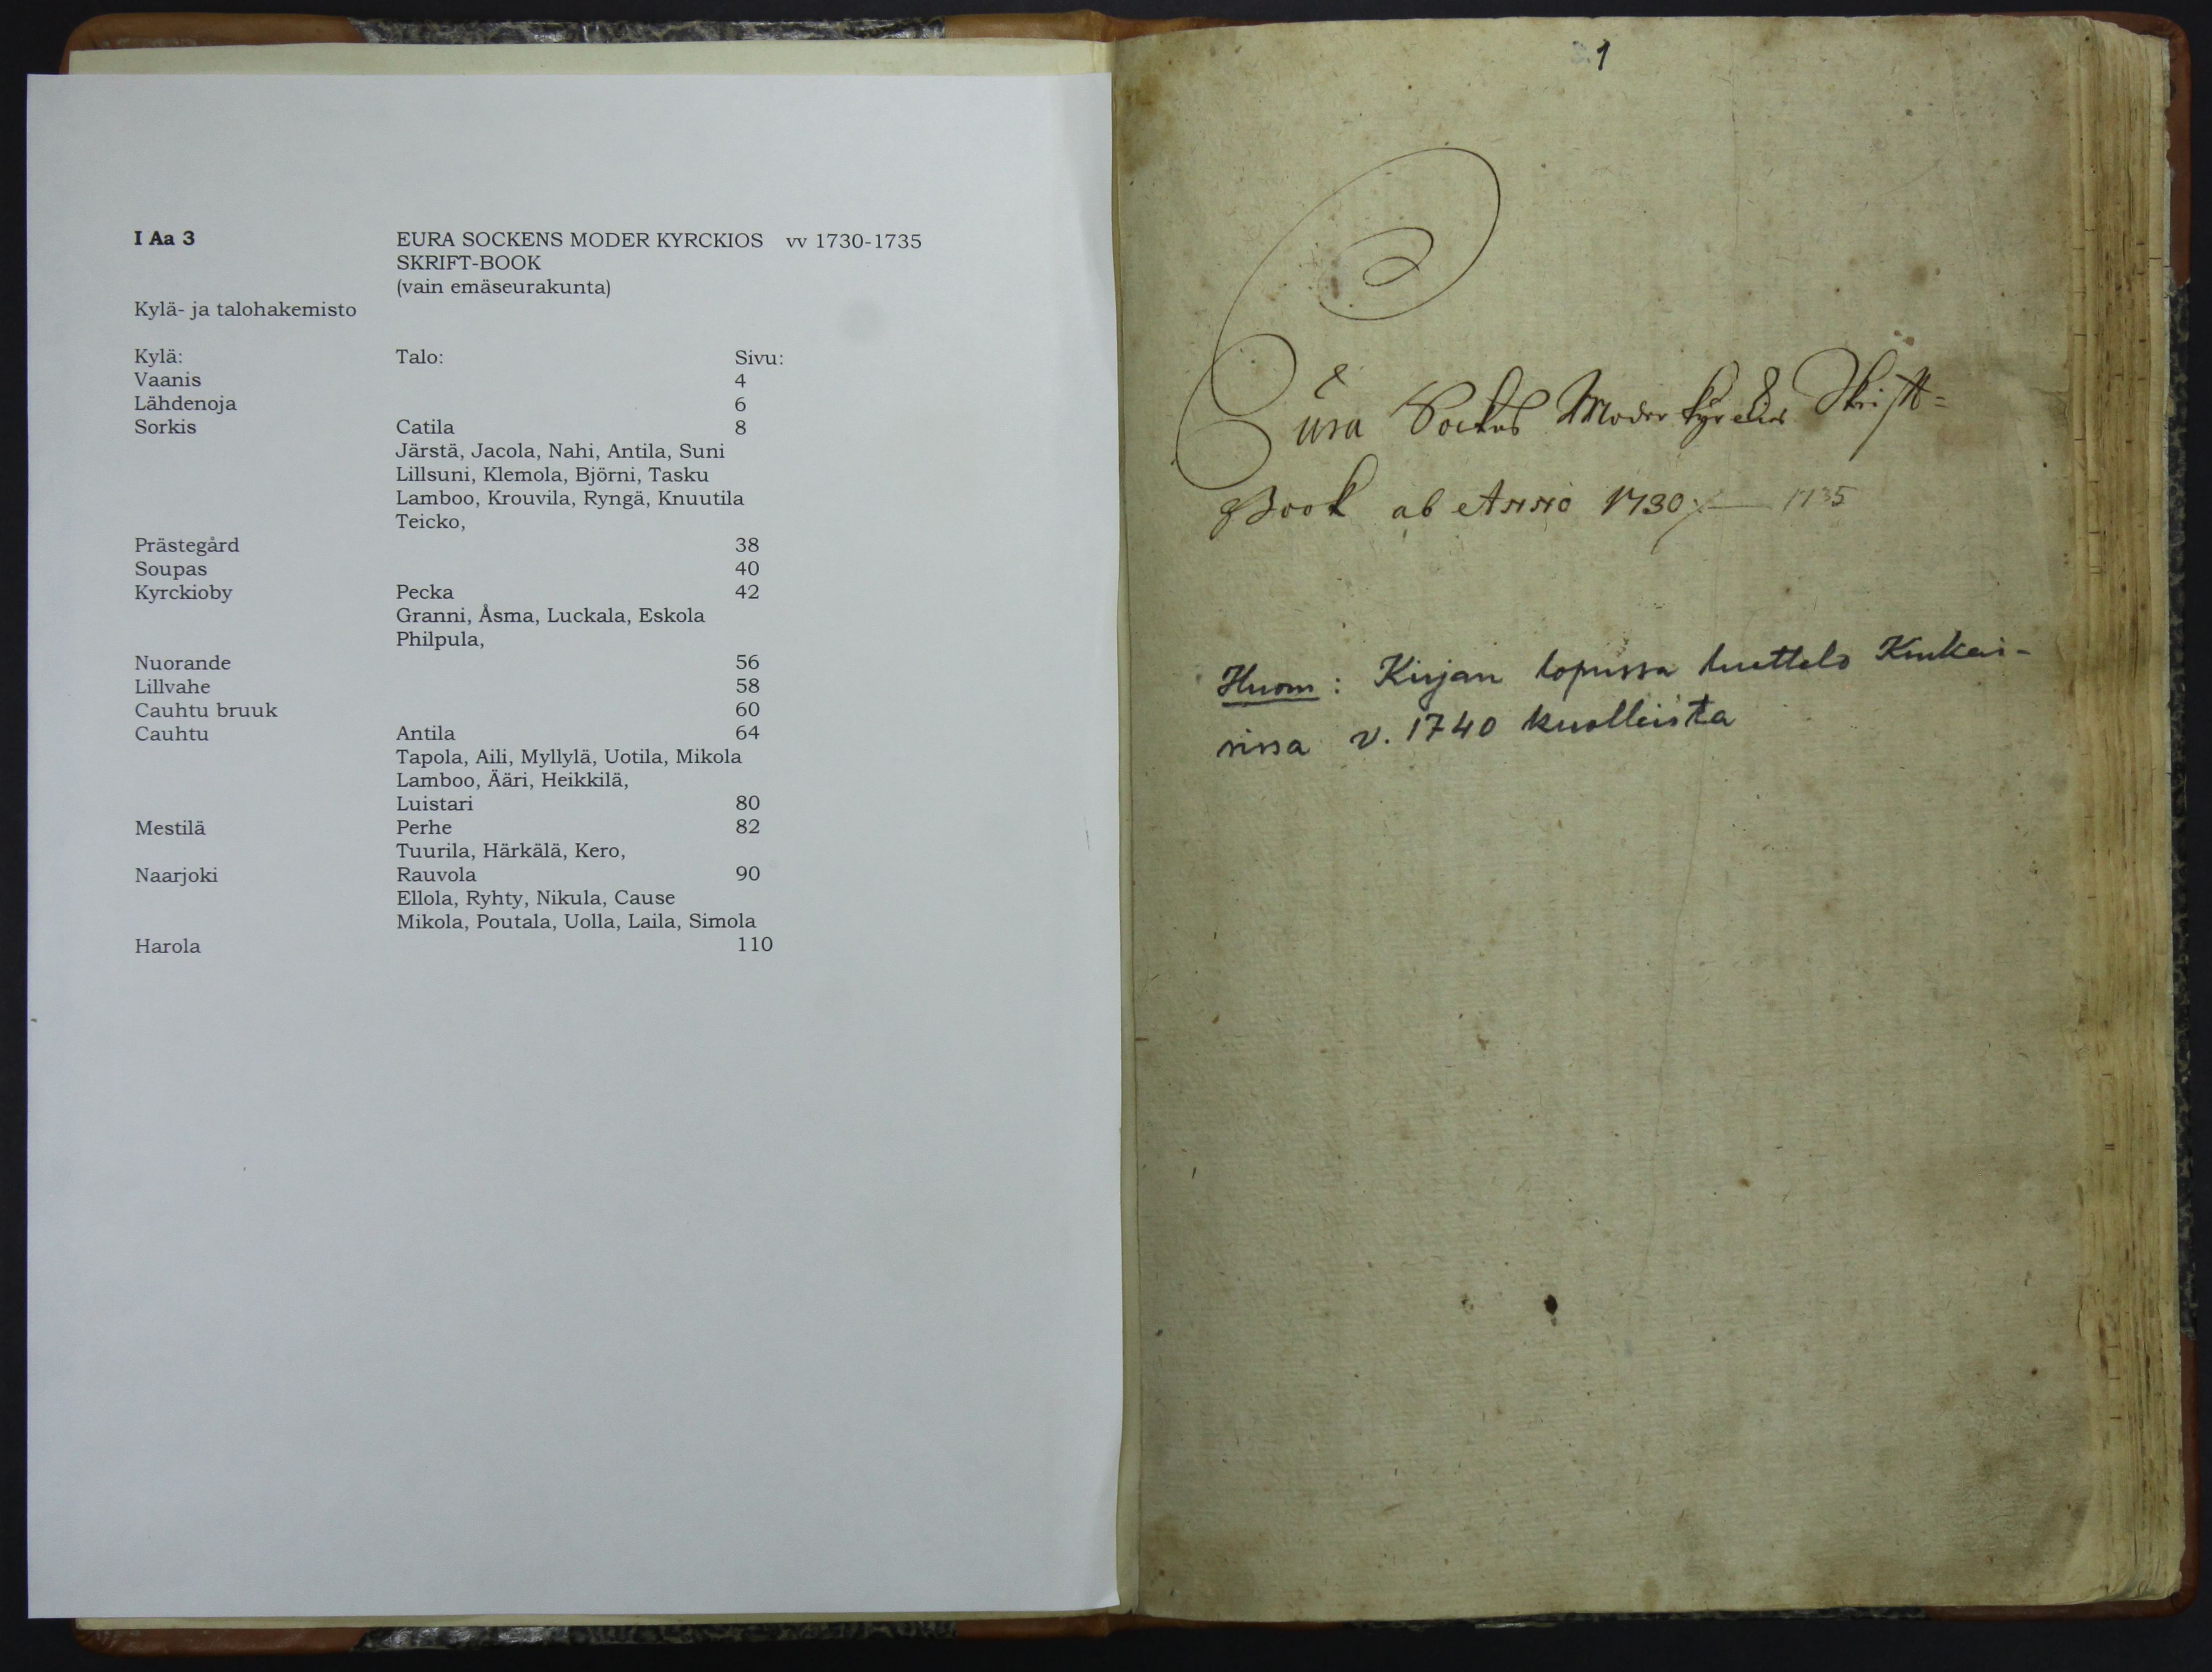 I Aa 3 EURA SOCKENS MODER KYRCKIOS vv 1730-1735
SKRIFT-BOOK
(vain emäseurakunta)
Kylä- ja talohakemisto
Kylä: Talo: Sivu:
Vaanis 4
Lähdenoja 6
Sorkis Catila 8
Järstä, Jacola, Nahi, Antila, Suni
Lillsuni, Klemola, Björni, Tasku
Lamboo, Krouvila, Ryngä, Knuutila
Teicko,
Prästegård 38
Soupas 40
Kyrckioby Pecka 42
Granni, Åsma, Luckala, Eskola
Philpula,
Nuorande 56
Lillvahe 58
Cauhtu bruuk 60
Cauhtu Antila 64
Tapola, Aili, Myllylä, Uotila, Mikola
Lamboo, Ääri, Heikkilä,
Luistari 80
Mestilä Perhe 82
Tuurila, Härkälä, Kero,
Naarjoki Rauvola 90
Ellola, Ryhty, Nikula, Cause
Mikola, Poutala, Uolla, Laila, Simola
Harola 110
1
Eura Sockns Moder Kyrckios Skrifft-
Book ab Anno 1730 — 1735
Huom: Kirjan lopussa luettelo Kiukai-
sissa v. 1740 kuolleista